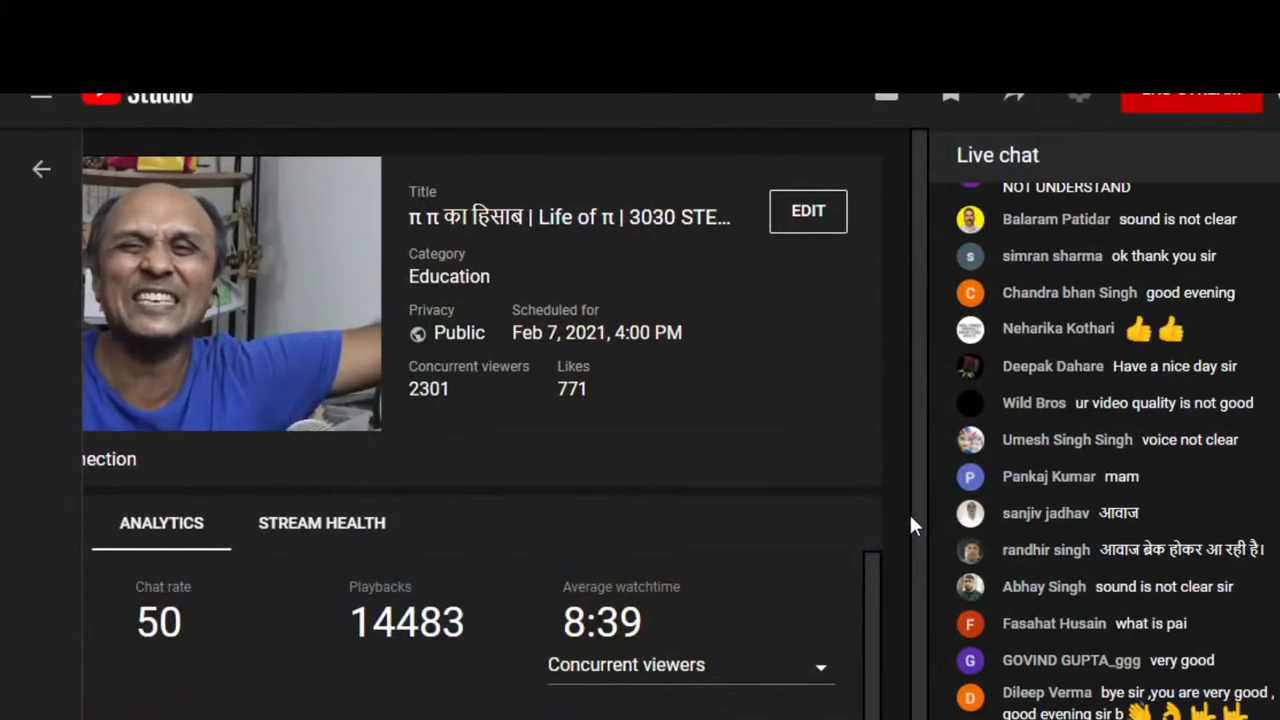 Studio
END STREAM
Title
π π का हिसाब | Life of π | 3030 STE...
EDIT
Category
Education
Privacy
Scheduled for
Public
Feb 7, 2021, 4:00 PM
Concurrent viewers
Likes
2301
771
nection
ANALYTICS
STREAM HEALTH
Chat rate
Playbacks
Average watchtime
50
14483
8:39
Concurrent viewers
Live chat
NOT UNDERSTAND
Balaram Patidar sound is not clear
simran sharma ok thank you sir
Chandra bhan Singh good evening
Neharika Kothari 👍👍
Deepak Dahare Have a nice day sir
Wild Bros ur video quality is not good
Umesh Singh Singh voice not clear
Pankaj Kumar mam
sanjiv jadhav आवाज
randhir singh आवाज ब्रेक होकर आ रही है।
Abhay Singh sound is not clear sir
Fasahat Husain what is pai
GOVIND GUPTA_ggg very good
Dileep Verma bye sir ,you are very good ,
good evening sir b